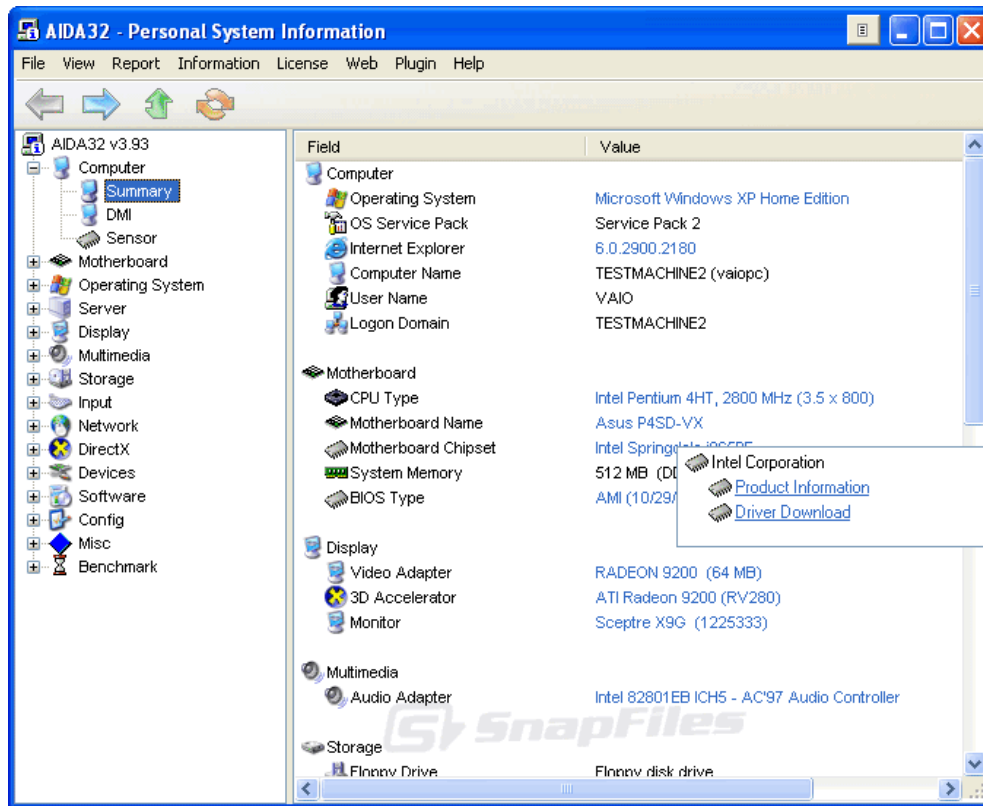 AIDA32 - Personal System Information
File View Report Information License Web Plugin Help
AIDA32 v3.93
Computer
Summary
DMI
Sensor
Motherboard
Operating System
Server
Display
Multimedia
Storage
Input
Network
DirectX
Devices
Software
Config
Misc
Benchmark
Field Value
Computer
Operating System Microsoft Windows XP Home Edition
OS Service Pack Service Pack 2
Internet Explorer 6.0.2900.2180
Computer Name TESTMACHINE2 (vaiopc)
User Name VAIO
Logon Domain TESTMACHINE2
Motherboard
CPU Type Intel Pentium 4HT, 2800 MHz (3.5 x 800)
Motherboard Name Asus P4SD-VX
Motherboard Chipset Intel
System Memory 512 MB
BIOS Type AMI (10/29/
Intel Corporation
Product Information
Driver Download
Display
Video Adapter RADEON 9200 (64 MB)
3D Accelerator ATI Radeon 9200 (RV280)
Monitor Sceptre X9G (1225333)
Multimedia
Audio Adapter Intel 82801EB ICH5 - AC'97 Audio Controller
SnapFiles
Storage
Floppy Drive Floppy disk drive